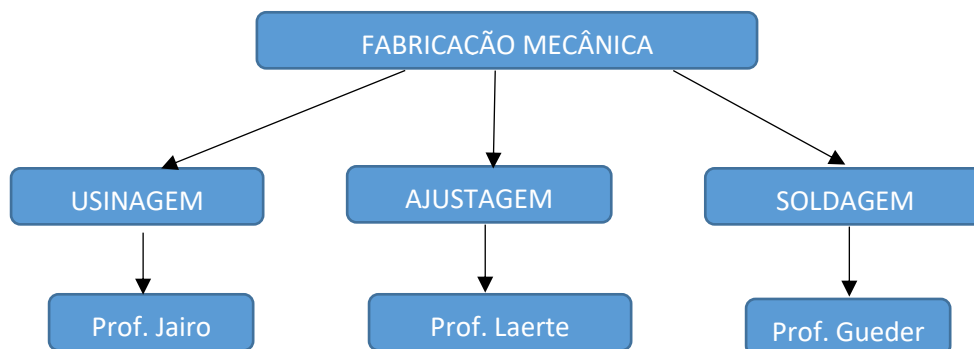 FABRICACÃO MECÂNICA
USINAGEM
AJUSTAGEM
SOLDAGEM
Prof. Jairo
Prof. Laerte
Prof. Gueder